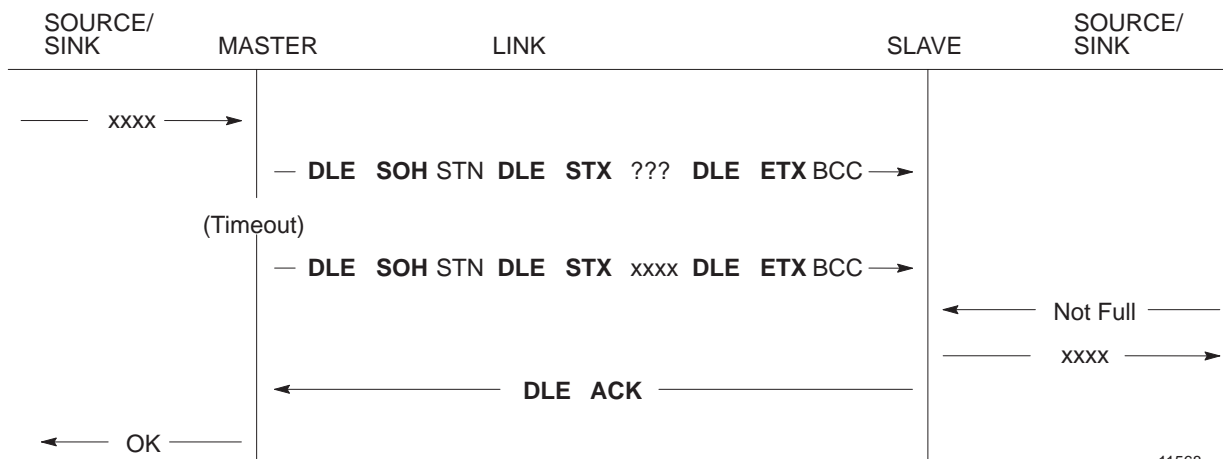 SOURCE/
SINK
MASTER
LINK
SLAVE
SOURCE/
SINK
xxxx
DLE SOH STN DLE STX ??? DLE ETX BCC
(Timeout)
DLE SOH STN DLE STX xxxx DLE ETX BCC
Not Full
xxxx
DLE ACK
OK